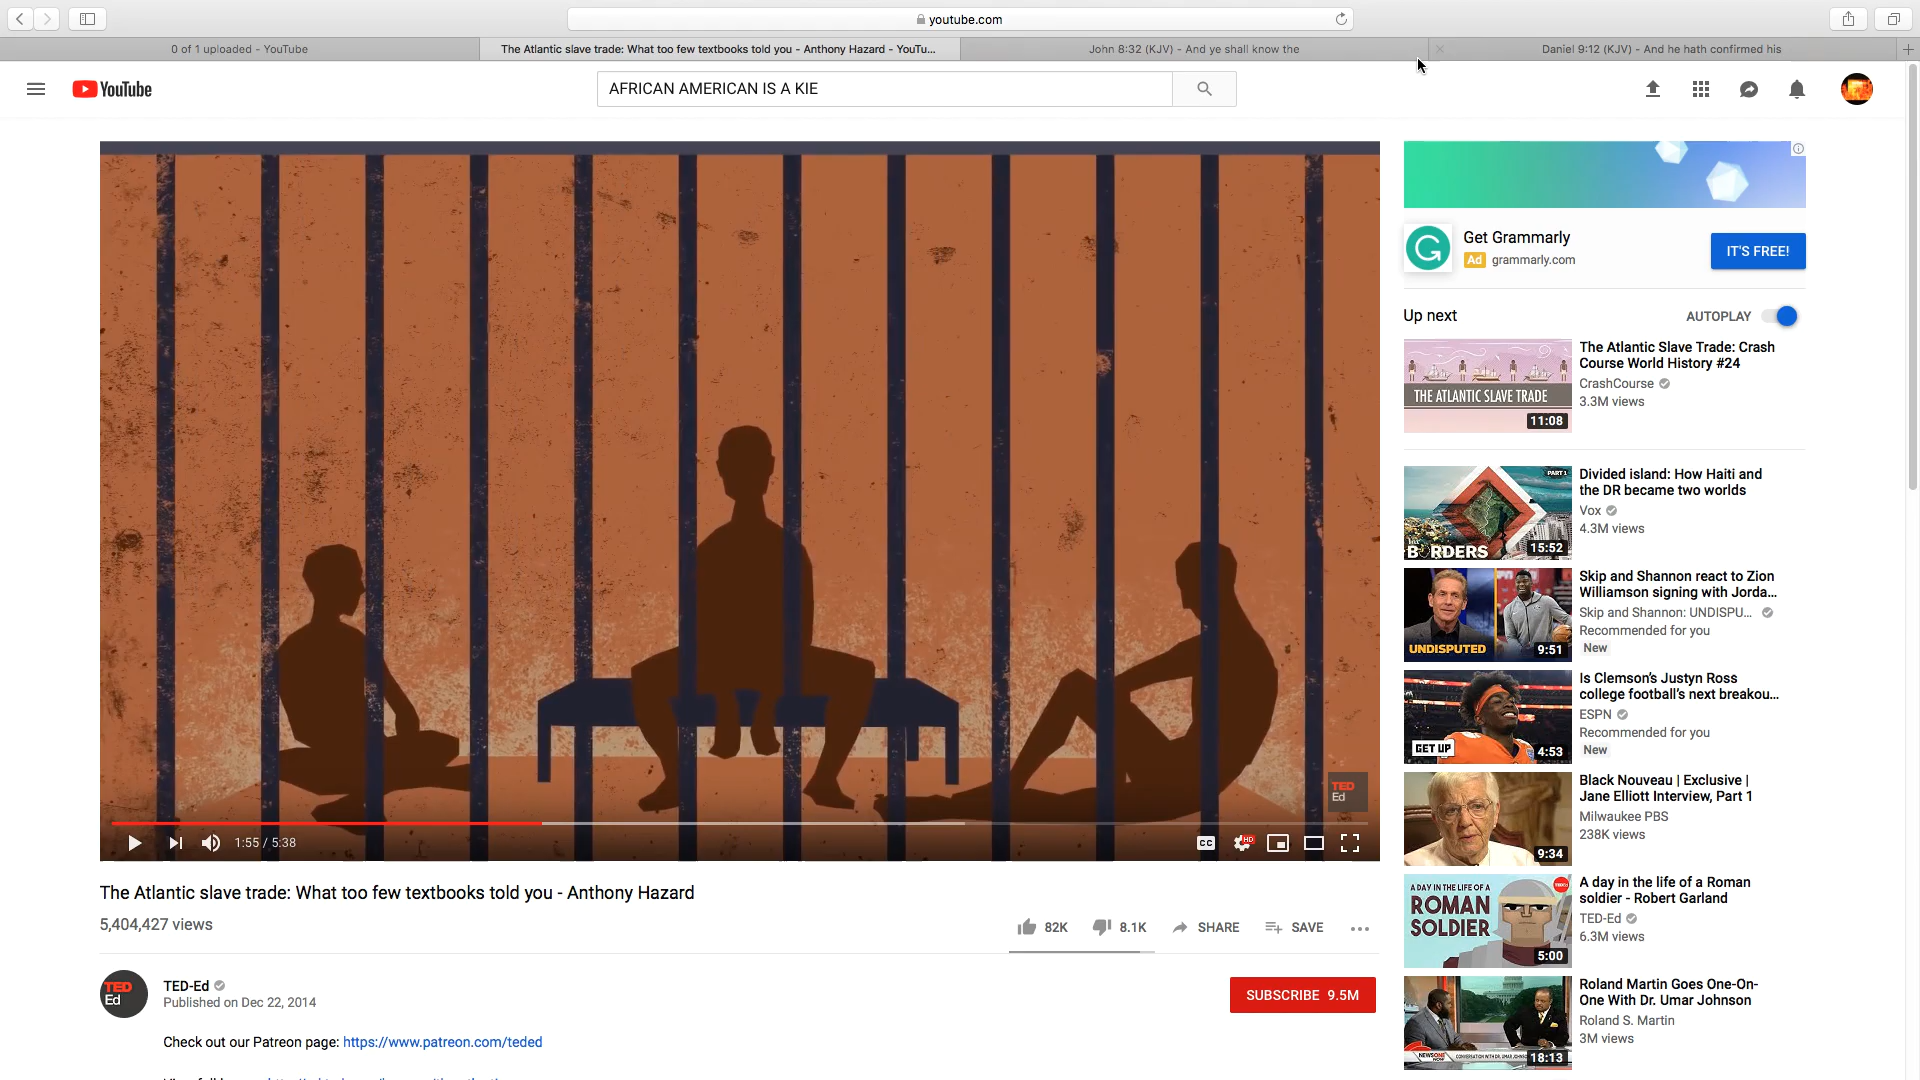 youtube.com
0 of 1 uploaded - YouTube
The Atlantic slave trade: What too few textbooks told you - Anthony Hazard - YouTu...
John 8:32 (KJV) - And ye shall know the
Daniel 9:12 (KJV) - And he hath confirmed his
YouTube
AFRICAN AMERICAN IS A KIE
TED
Ed
1:55 / 5:38
CC
HD
The Atlantic slave trade: What too few textbooks told you - Anthony Hazard
5,404,427 views
82K
8.1K
SHARE
SAVE
TED
Ed
TED-Ed
Published on Dec 22, 2014
SUBSCRIBE 9.5M
Check out our Patreon page: https://www.patreon.com/teded
Get Grammarly
Ad grammarly.com
IT'S FREE!
Up next
AUTOPLAY
THE ATLANTIC SLAVE TRADE
11:08
The Atlantic Slave Trade: Crash
Course World History #24
CrashCourse
3.3M views
PART 1
BORDERS
15:52
Divided island: How Haiti and
the DR became two worlds
Vox
4.3M views
UNDISPUTED
9:51
Skip and Shannon react to Zion
Williamson signing with Jorda...
Skip and Shannon: UNDISPU...
Recommended for you
New
GET UP
4:53
Is Clemson's Justyn Ross
college football's next breakou...
ESPN
Recommended for you
New
9:34
Black Nouveau | Exclusive |
Jane Elliott Interview, Part 1
Milwaukee PBS
238K views
A DAY IN THE LIFE OF A
ROMAN
SOLDIER
5:00
A day in the life of a Roman
soldier - Robert Garland
TED-Ed
6.3M views
NEWSONE
NOW
18:13
Roland Martin Goes One-On-
One With Dr. Umar Johnson
Roland S. Martin
3M views